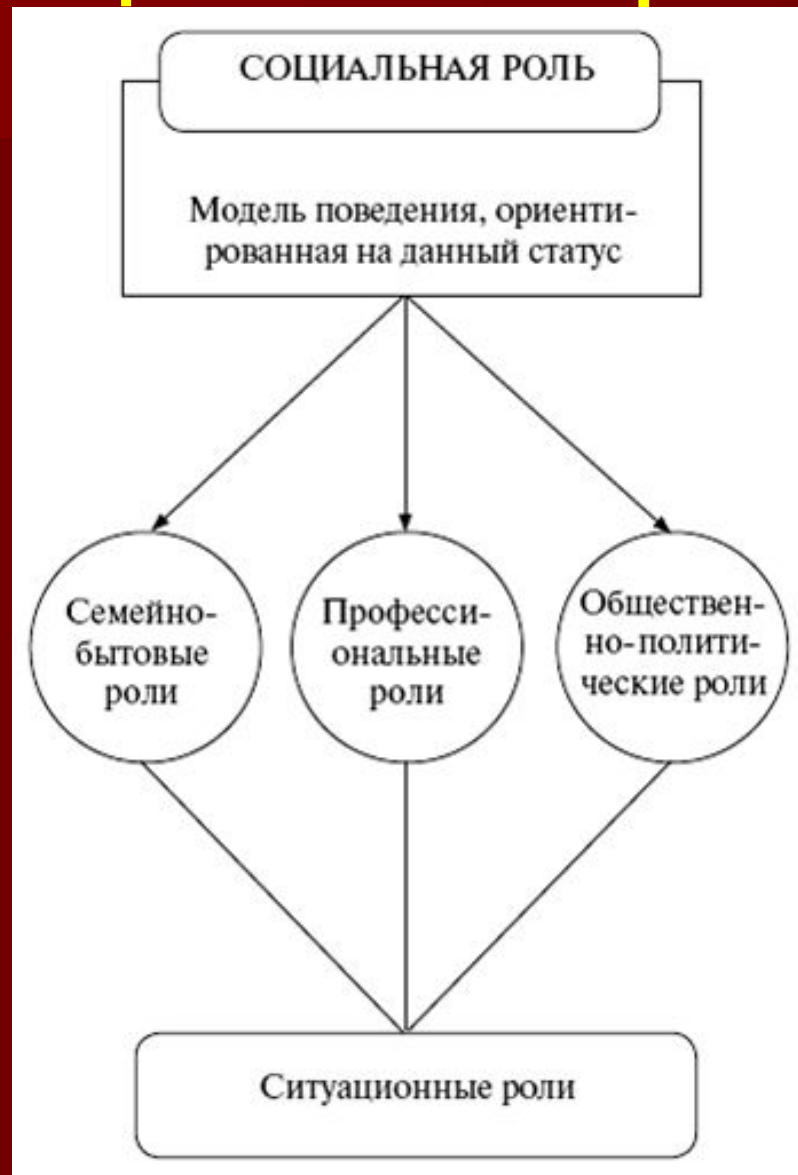 СОЦИАЛЬНАЯ РОЛЬ
Модель поведения, ориенти-
рованная на данный статус
Семейно-
бытовые
роли
Професси-
ональные
роли
Обществен-
но-полити-
ческие роли
Ситуационные роли